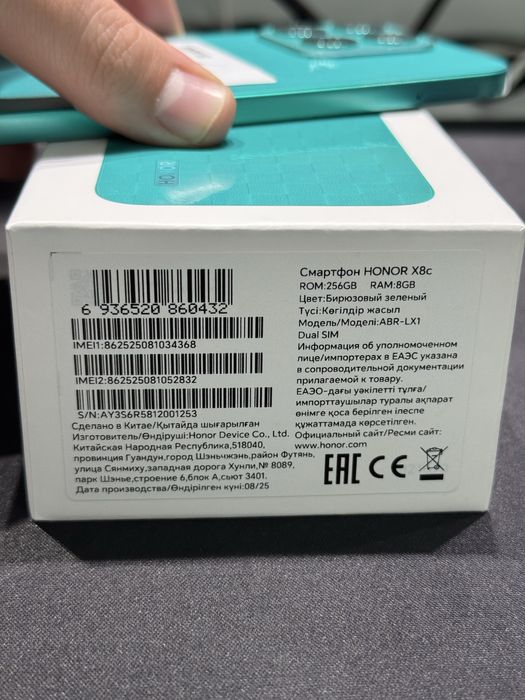 HONOR
6 936520 860432
IMEI1:862525081034368
IMEI2:862525081052832
S/N:AY3S6R5812001253
Сделано в Китае/Қытайда шығарылған
Изготовитель/Өндіруші:Honor Device Co., Ltd.
Китайская Народная Республика,518040,
провинция Гуандун,город Шэньчжэнь,район Футянь,
улица Сянмиху,западная дорога Хунли,№ 8089,
парк Шэнье,строение 6,блок А,сьют 3401.
Дата производства/Өндірілген күні:08/25
Смартфон HONOR X8c
ROM:256GB RAM:8GB
Цвет:Бирюзовый зеленый
Түсі:Көгілдір жасыл
Модель/Моделі:ABR-LX1
Dual SIM
Информация об уполномоченном
лице/импортерах в ЕАЭС указана
в сопроводительной документации
прилагаемой к товару.
ЕАЭО-дағы уәкілетті тұлға/
импорттаушылар туралы ақпарат
өнімге қоса берілген ілеспе
құжаттамада көрсетілген.
Официальный сайт/Ресми сайт:
www.honor.com
EAC CE